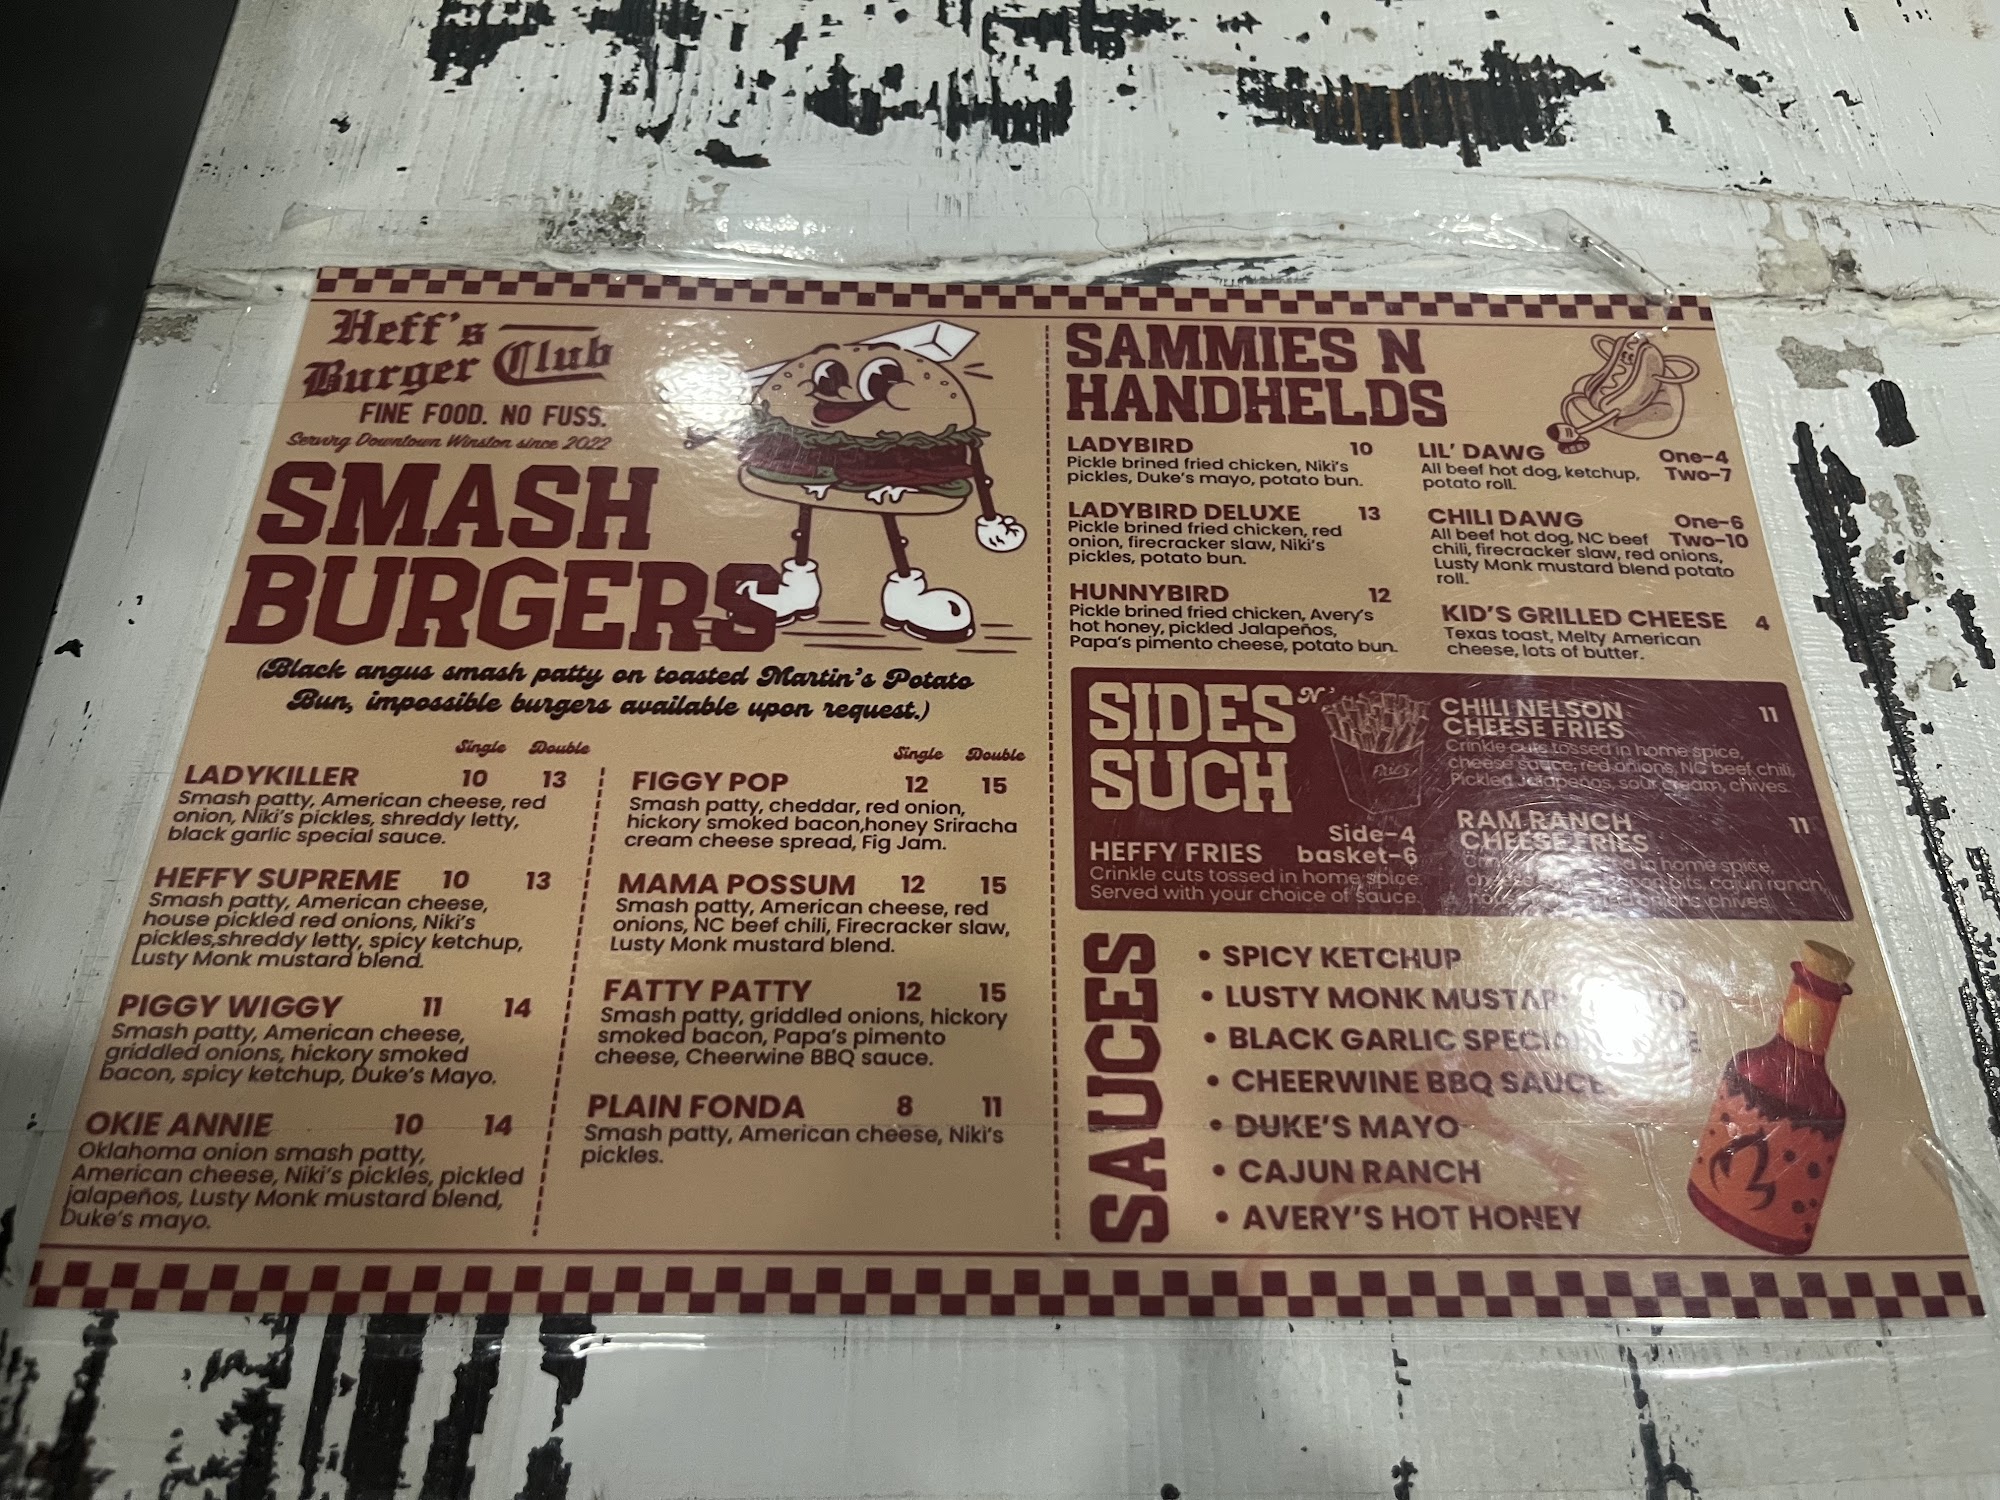 Heff's
Burger Club
FINE FOOD. NO FUSS.
Serving Downtown Winston since 2022
SMASH
BURGERS
(Black angus smash patty on toasted Martin's Potato
Bun, impossible burgers available upon request.)
Single Double
LADYKILLER 10 13
Smash patty, American cheese, red
onion, Niki's pickles, shreddy letty,
black garlic special sauce.
HEFFY SUPREME 10 13
Smash patty, American cheese,
house pickled red onions, Niki's
pickles,shreddy letty, spicy ketchup,
Lusty Monk mustard blend.
PIGGY WIGGY 11 14
Smash patty, American cheese,
griddled onions, hickory smoked
bacon, spicy ketchup, Duke's Mayo.
OKIE ANNIE 10 14
Oklahoma onion smash patty,
American cheese, Niki's pickles, pickled
jalapeños, Lusty Monk mustard blend,
Duke's mayo.
Single Double
FIGGY POP 12 15
Smash patty, cheddar, red onion,
hickory smoked bacon,honey Sriracha
cream cheese spread, Fig Jam.
MAMA POSSUM 12 15
Smash patty, American cheese, red
onions, NC beef chili, Firecracker slaw,
Lusty Monk mustard blend.
FATTY PATTY 12 15
Smash patty, griddled onions, hickory
smoked bacon, Papa's pimento
cheese, Cheerwine BBQ sauce.
PLAIN FONDA 8 11
Smash patty, American cheese, Niki's
pickles.
SAMMIES N
HANDHELDS
LADYBIRD 10
Pickle brined fried chicken, Niki's
pickles, Duke's mayo, potato bun.
LADYBIRD DELUXE 13
Pickle brined fried chicken, red
onion, firecracker slaw, Niki's
pickles, potato bun.
HUNNYBIRD 12
Pickle brined fried chicken, Avery's
hot honey, pickled Jalapeños,
Papa's pimento cheese, potato bun.
LIL' DAWG One-4
All beef hot dog, ketchup, Two-7
potato roll.
CHILI DAWG One-6
All beef hot dog, NC beef Two-10
chili, firecracker slaw, red onions,
Lusty Monk mustard blend potato
roll.
KID'S GRILLED CHEESE 4
Texas toast, Melty American
cheese, lots of butter.
SIDES N'
SUCH
Fries
HEFFY FRIES Side-4
basket-6
Crinkle cuts tossed in home spice.
Served with your choice of sauce.
CHILI NELSON 11
CHEESE FRIES
Crinkle cuts tossed in home spice,
cheese sauce, red onions, NC beef chili,
Pickled Jalapeños, sour cream, chives.
RAM RANCH 11
CHEESE FRIES
in home spice,
cajun ranch,
onions, chives.
SAUCES
• SPICY KETCHUP
• LUSTY MONK MUSTARD
• BLACK GARLIC SPECIAL
• CHEERWINE BBQ SAUCE
• DUKE'S MAYO
• CAJUN RANCH
• AVERY'S HOT HONEY